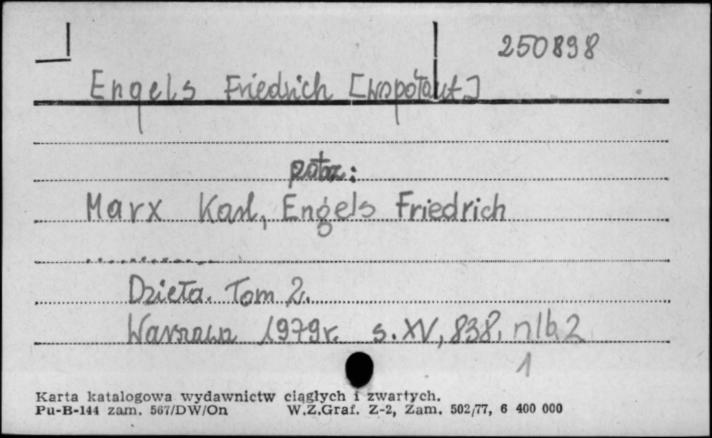 250898
Engels Friedrich [współaut.]
patrz:
Marx Karl, Engels Friedrich
Dzieła. Tom 2.
Warszawa 1979r. s. XV, 838, nlb 2
1
Karta katalogowa wydawnictw ciągłych i zwartych.
Pu-B-144 zam. 567/DW/On W.Z.Graf. Z-2, Zam. 502/77, 6 400 000